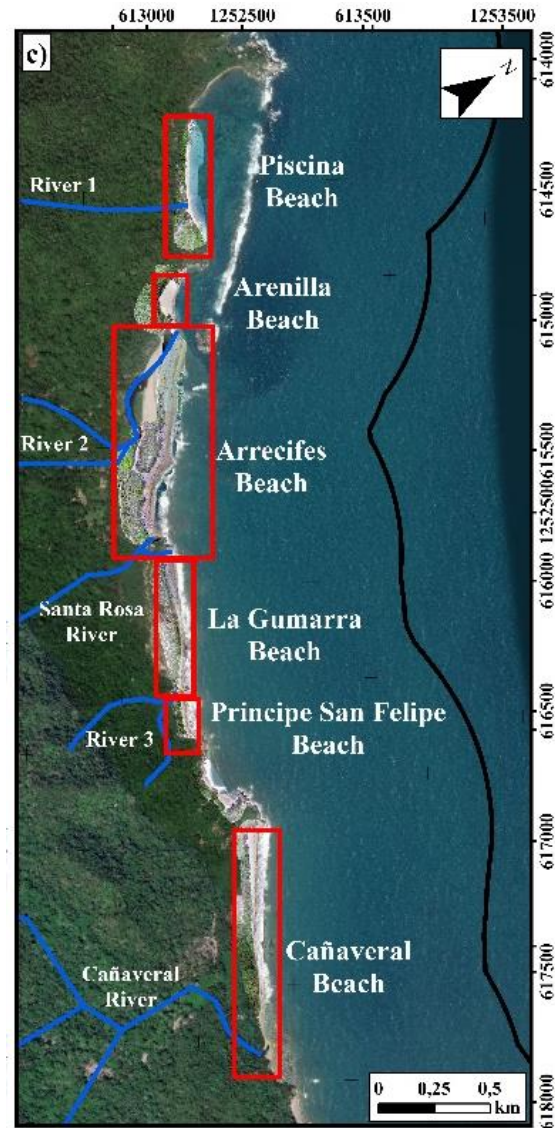 613000 1252500 613500 1253500
c)
N
614000
River 1
Piscina
Beach
614500
Arenilla
Beach
615000
River 2
Arrecifes
Beach
615500
1252500
Santa Rosa
River
La Gumarra
Beach
616000
River 3
Principe San Felipe
Beach
616500
617000
Cañaveral
River
Cañaveral
Beach
617500
0 0,25 0,5
km
618000